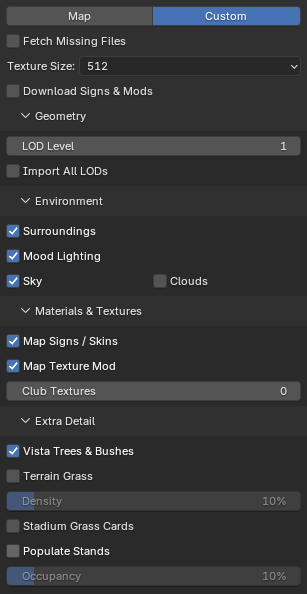 Map Custom
Fetch Missing Files
Texture Size: 512
Download Signs & Mods
Geometry
LOD Level 1
Import All LODs
Environment
Surroundings
Mood Lighting
Sky Clouds
Materials & Textures
Map Signs / Skins
Map Texture Mod
Club Textures 0
Extra Detail
Vista Trees & Bushes
Terrain Grass
Density 10%
Stadium Grass Cards
Populate Stands
Occupancy 10%